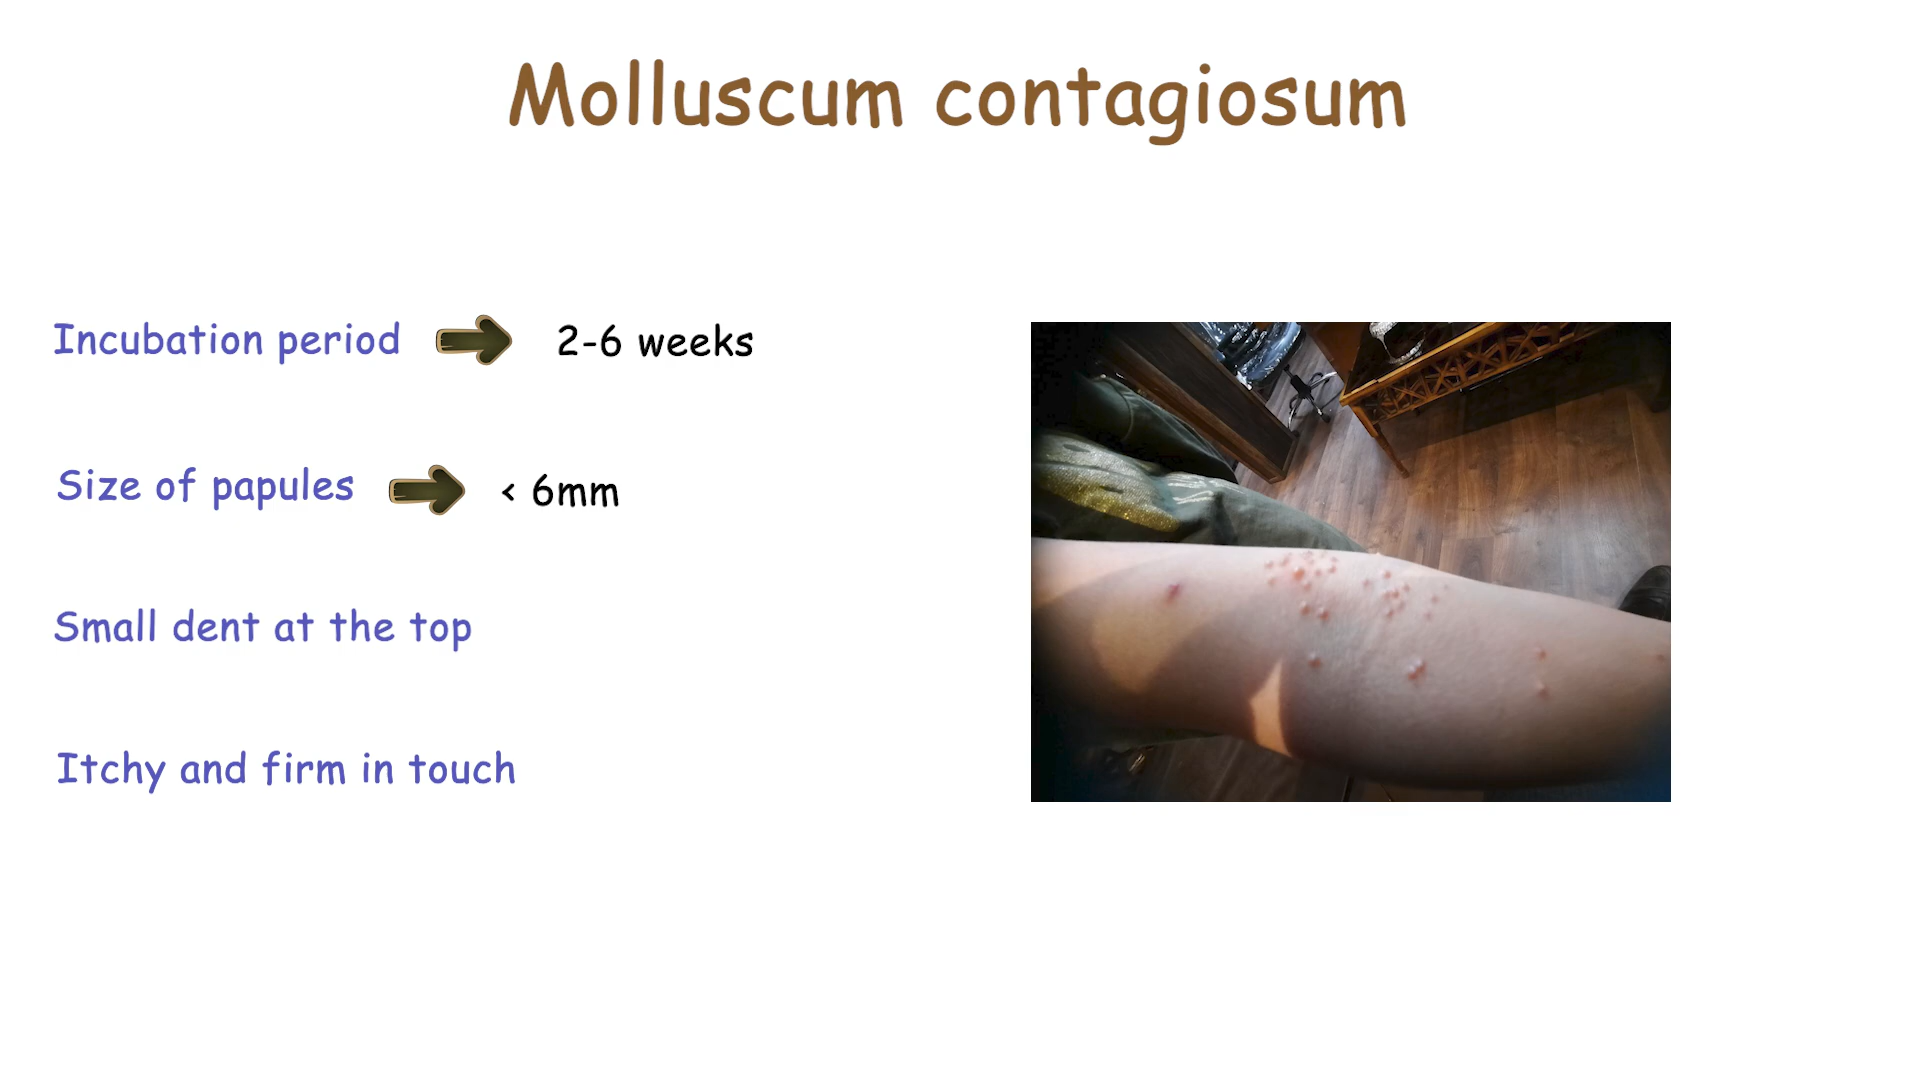 Molluscum contagiosum
Incubation period 2-6 weeks
Size of papules < 6mm
Small dent at the top
Itchy and firm in touch